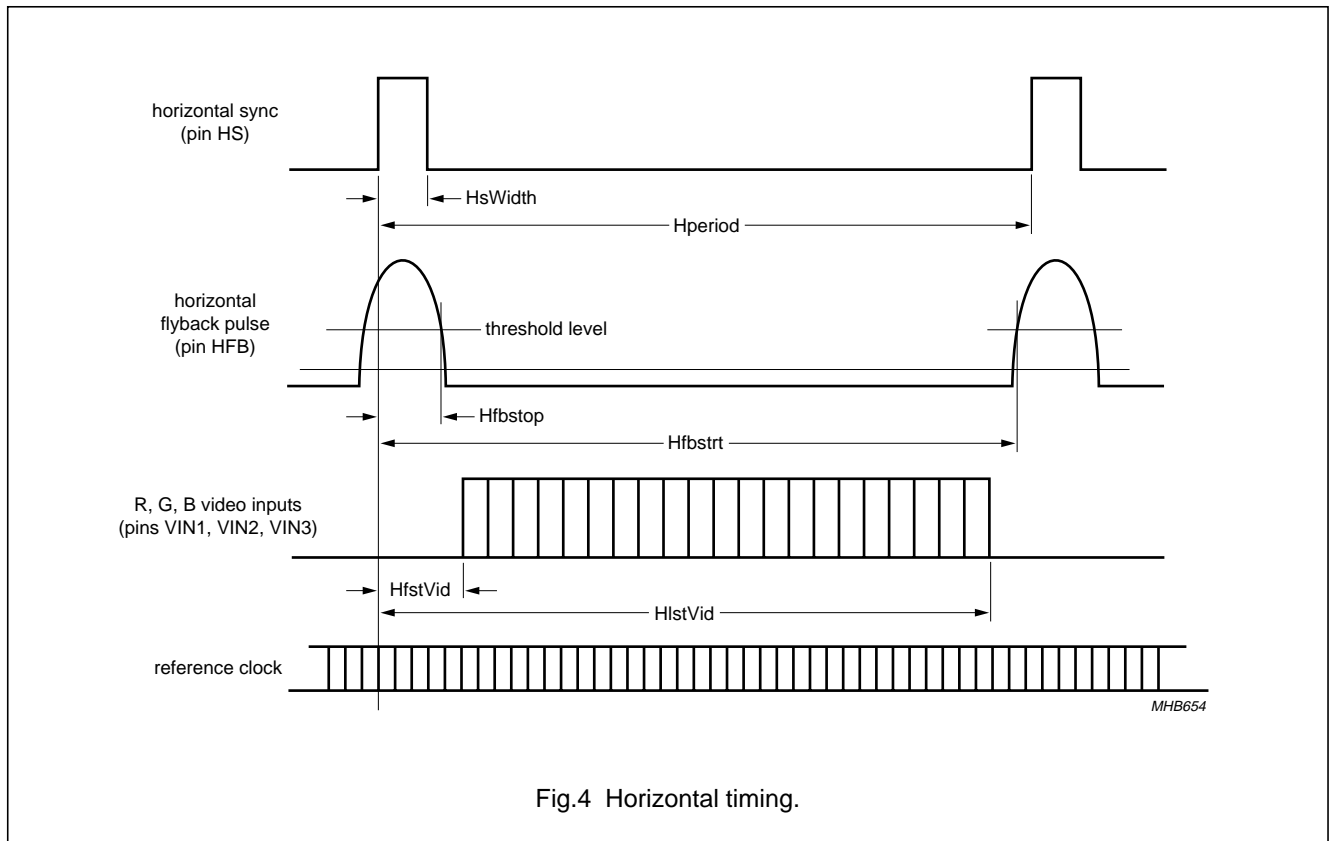 horizontal sync
(pin HS)
HsWidth
Hperiod
horizontal
flyback pulse
(pin HFB)
threshold level
Hfbstop
Hfbstrt
R, G, B video inputs
(pins VIN1, VIN2, VIN3)
HfstVid
HlstVid
reference clock
MHB654
Fig.4 Horizontal timing.